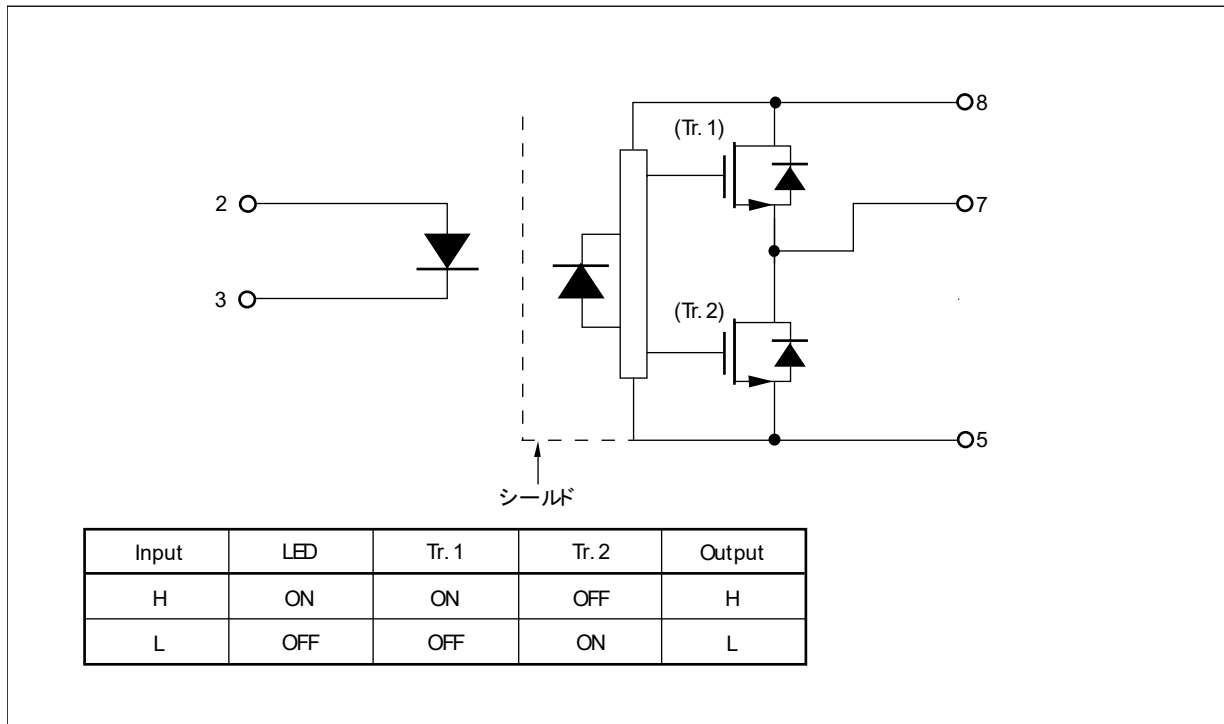 8
(Tr. 1)
2
7
3
(Tr. 2)
5
シールド
Input LED Tr. 1 Tr. 2 Output
H ON ON OFF H
L OFF OFF ON L